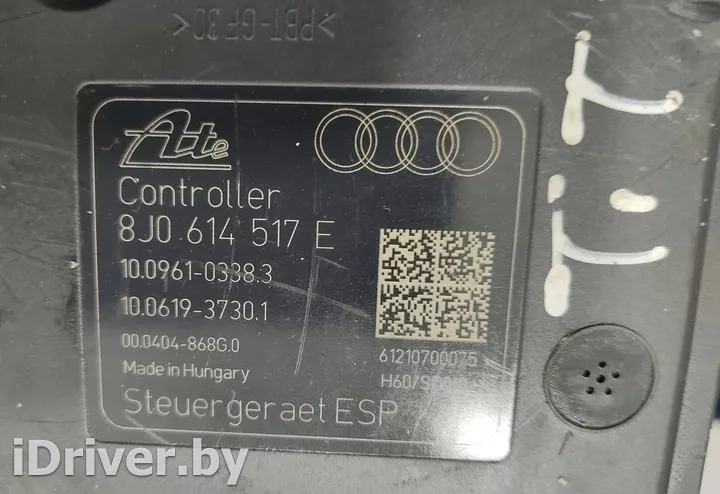 >PBT-GF30<
Ate
Controller
8J0 614 517 E
10.0961-0338.3
10.0619-3730.1
00.0404-868G.0
Made in Hungary
61210700075
Steuergeraet ESP
iDriver.by